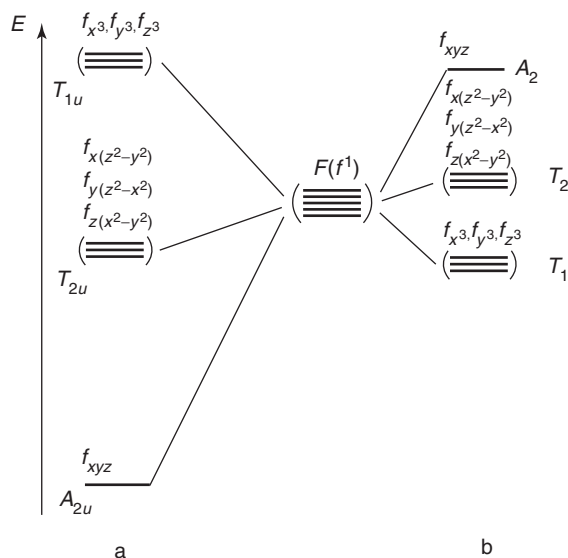 E
f_{x^3}, f_{y^3}, f_{z^3}
T_{1u}
f_{x(z^2–y^2)}
f_{y(z^2–x^2)}
f_{z(x^2–y^2)}
T_{2u}
f_{xyz}
A_{2u}
a
F(f^1)
f_{xyz}
A_2
f_{x(z^2–y^2)}
f_{y(z^2–x^2)}
f_{z(x^2–y^2)}
T_2
f_{x^3}, f_{y^3}, f_{z^3}
T_1
b